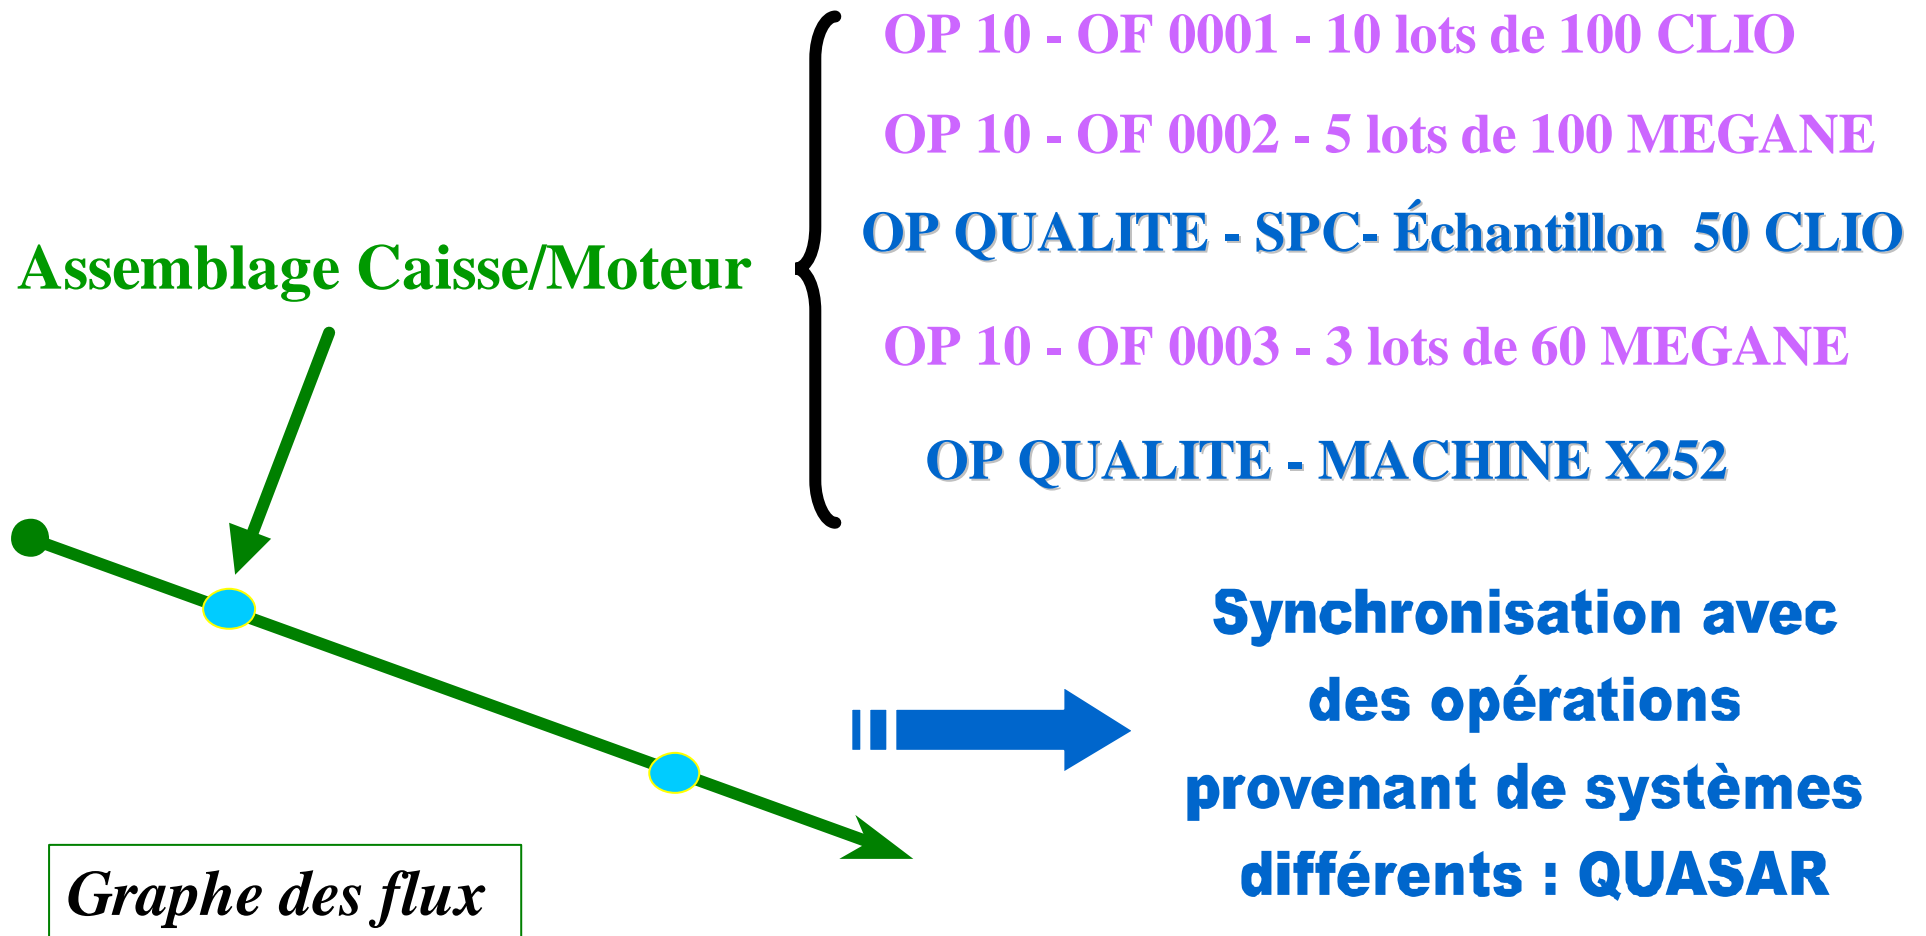 OP 10 - OF 0001 - 10 lots de 100 CLIO
OP 10 - OF 0002 - 5 lots de 100 MEGANE
OP QUALITE - SPC- Échantillon 50 CLIO
Assemblage Caisse/Moteur
OP 10 - OF 0003 - 3 lots de 60 MEGANE
OP QUALITE - MACHINE X252
Synchronisation avec
des opérations
provenant de systèmes
différents : QUASAR
Graphe des flux